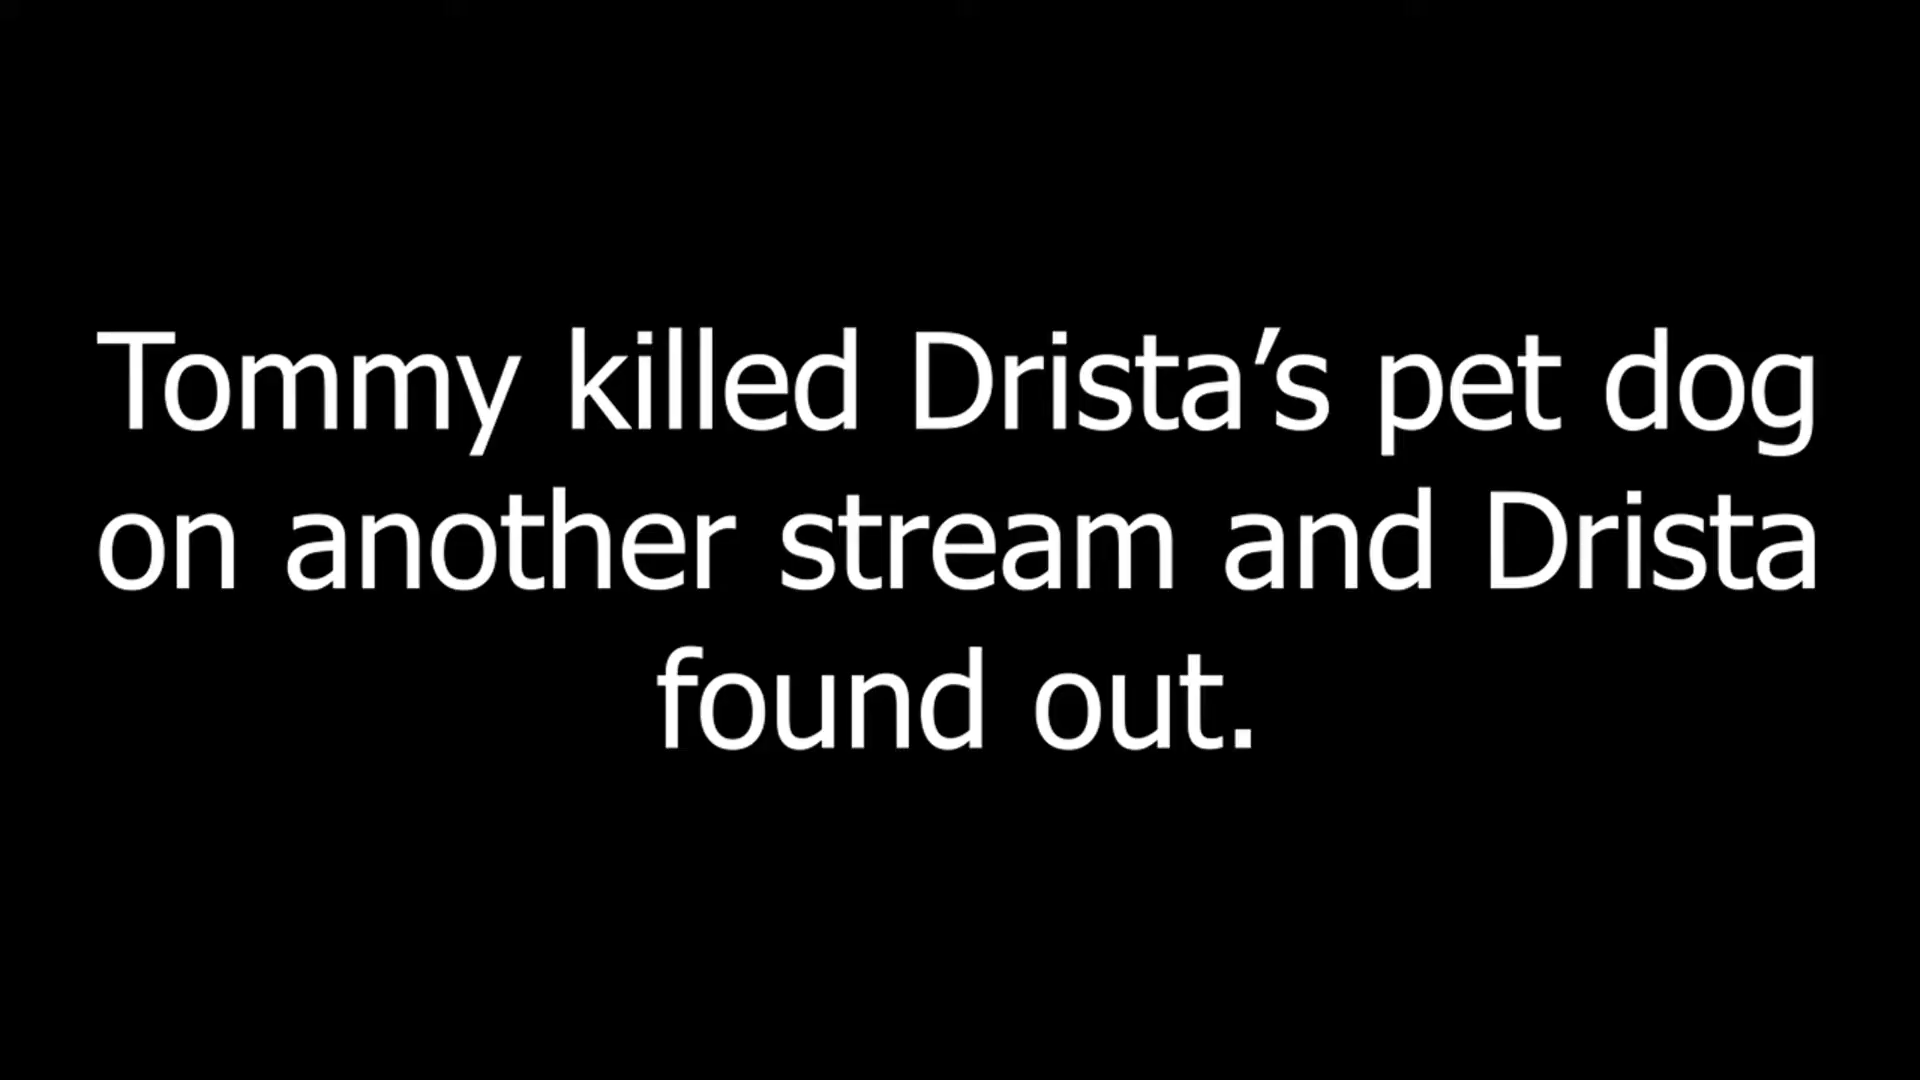 Tommy killed Drista’s pet dog
on another stream and Drista
found out.